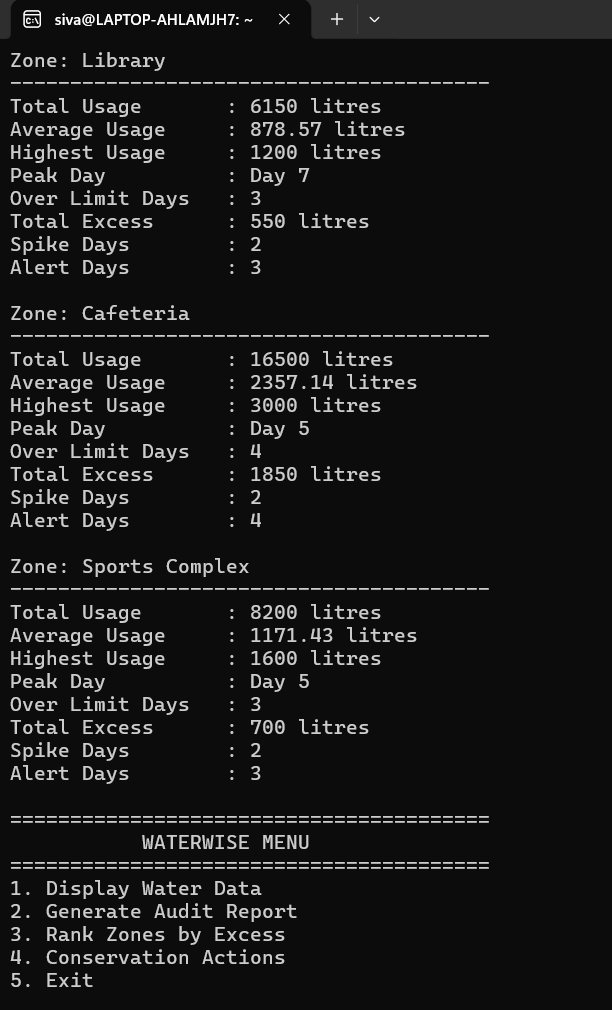 siva@LAPTOP-AHLAMJH7: ~
Zone: Library
----------------------------------------
Total Usage : 6150 litres
Average Usage : 878.57 litres
Highest Usage : 1200 litres
Peak Day : Day 7
Over Limit Days : 3
Total Excess : 550 litres
Spike Days : 2
Alert Days : 3
Zone: Cafeteria
----------------------------------------
Total Usage : 16500 litres
Average Usage : 2357.14 litres
Highest Usage : 3000 litres
Peak Day : Day 5
Over Limit Days : 4
Total Excess : 1850 litres
Spike Days : 2
Alert Days : 4
Zone: Sports Complex
----------------------------------------
Total Usage : 8200 litres
Average Usage : 1171.43 litres
Highest Usage : 1600 litres
Peak Day : Day 5
Over Limit Days : 3
Total Excess : 700 litres
Spike Days : 2
Alert Days : 3
========================================
WATERWISE MENU
========================================
1. Display Water Data
2. Generate Audit Report
3. Rank Zones by Excess
4. Conservation Actions
5. Exit